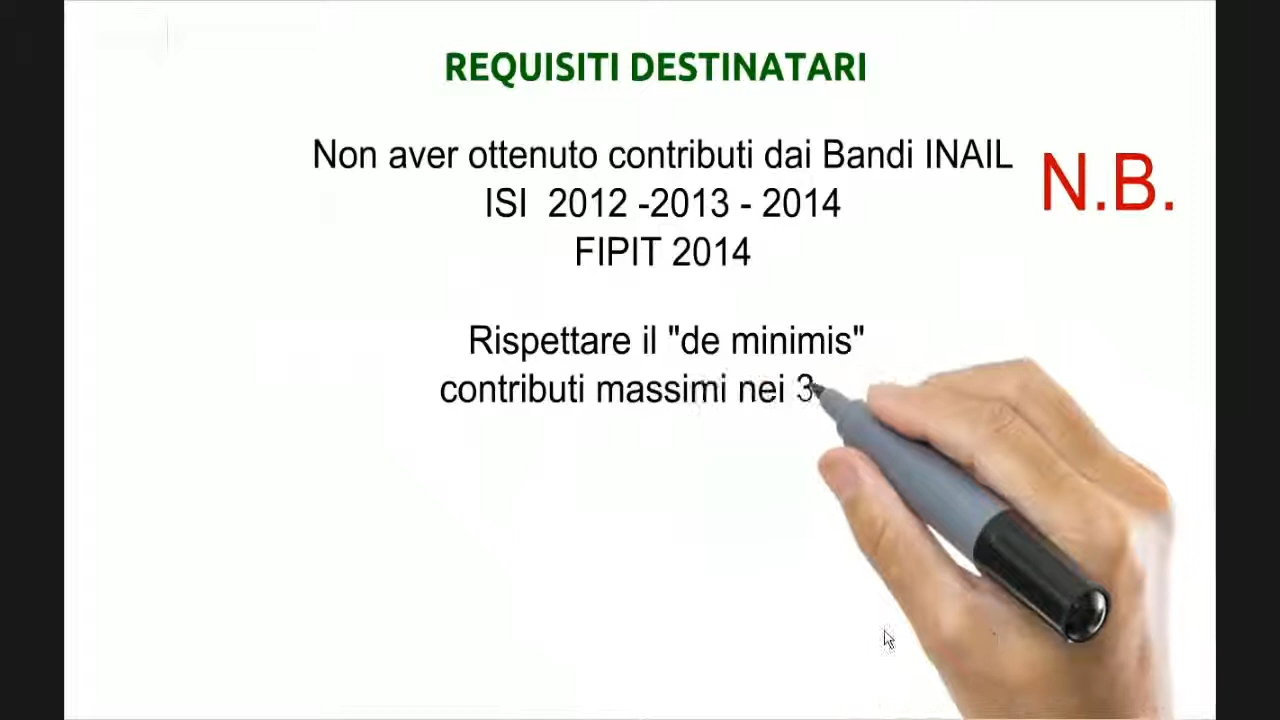 REQUISITI DESTINATARI
Non aver ottenuto contributi dai Bandi INAIL
N.B.
ISI 2012 -2013 - 2014
FIPIT 2014
Rispettare il "de minimis"
contributi massimi nei 3